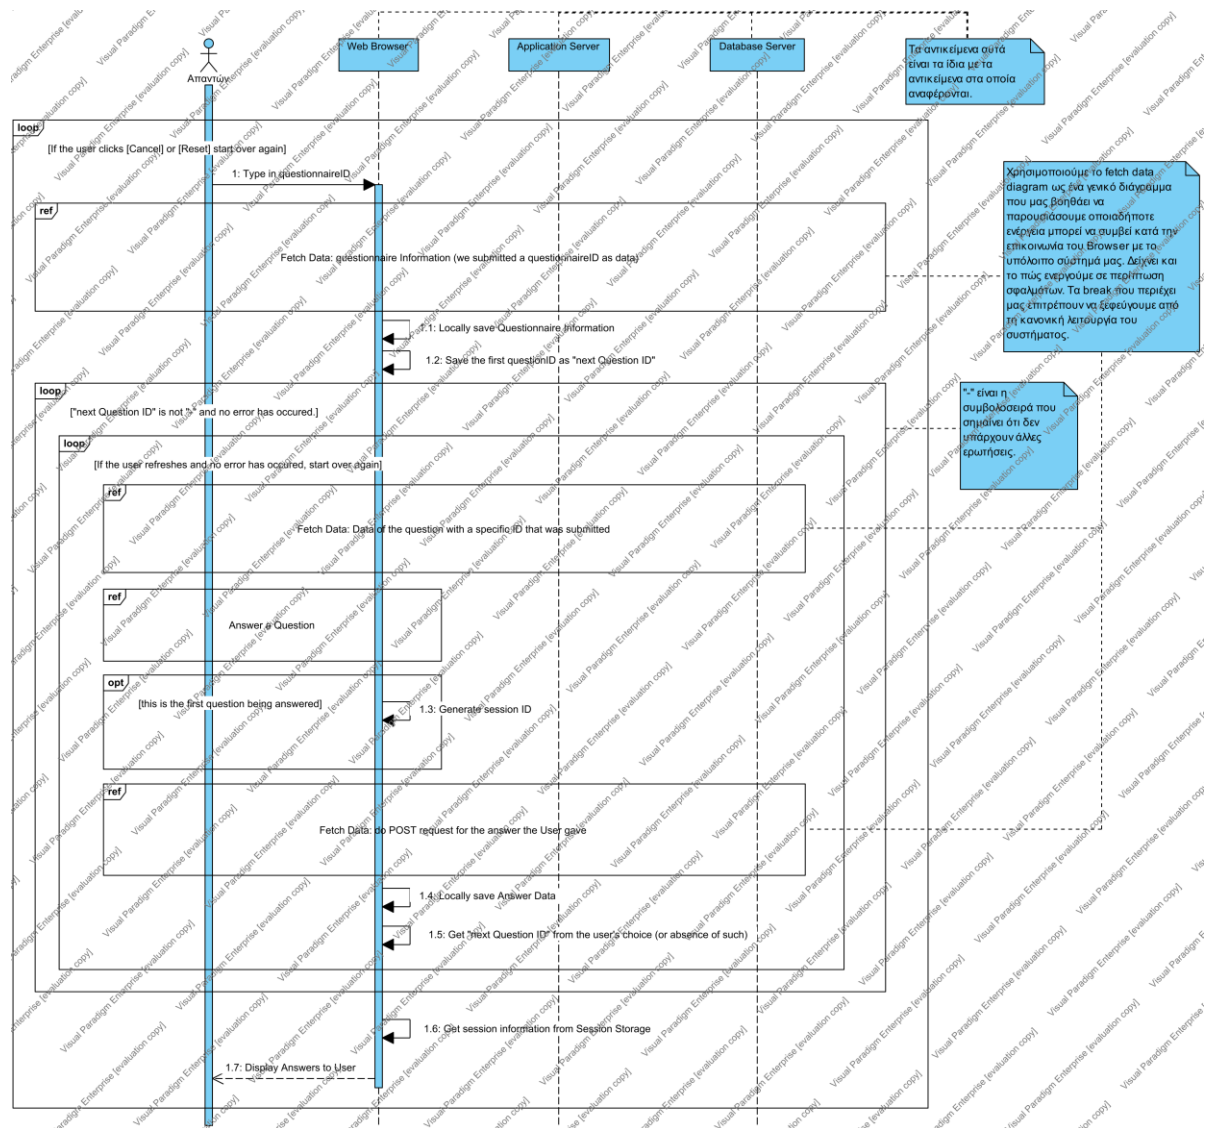 Web Browser
Application Server
Database Server
Απαντών
Τα αντικείμενα αυτά
είναι τα ίδια με τα
αντικείμενα στα οποία
αναφέρονται.
loop
[If the user clicks [Cancel] or [Reset] start over again]
1: Type in questionnaireID
Χρησιμοποιούμε το fetch data
diagram ως ένα γενικό διάγραμμα
που μας βοηθάει να
παρουσιάσουμε οποιαδήποτε
ενέργεια μπορεί να συμβεί κατά την
επικοινωνία του Browser με το
υπόλοιπο σύστημά μας. Δείχνει και
το πώς ενεργούμε σε περίπτωση
σφαλμάτων. Τα break που περιέχει
μας επιτρέπουν να ξεφεύγουμε από
τη κανονική λειτουργία του
συστήματος.
ref
Fetch Data: questionnaire Information (we submitted a questionnaireID as data)
1.1: Locally save Questionnaire Information
1.2: Save the first questionID as "next Question ID"
loop
["next Question ID" is not "-" and no error has occured.]
"-" είναι η
συμβολοσειρά που
σημαίνει ότι δεν
υπάρχουν άλλες
ερωτήσεις.
loop
[If the user refreshes and no error has occured, start over again]
ref
Fetch Data: Data of the question with a specific ID that was submitted
ref
Answer a Question
opt
[this is the first question being answered]
1.3: Generate session ID
ref
Fetch Data: do POST request for the answer the User gave
1.4: Locally save Answer Data
1.5: Get "next Question ID" from the user's choice (or absence of such)
1.6: Get session information from Session Storage
1.7: Display Answers to User
Visual Paradigm Enterprise [evaluation copy]